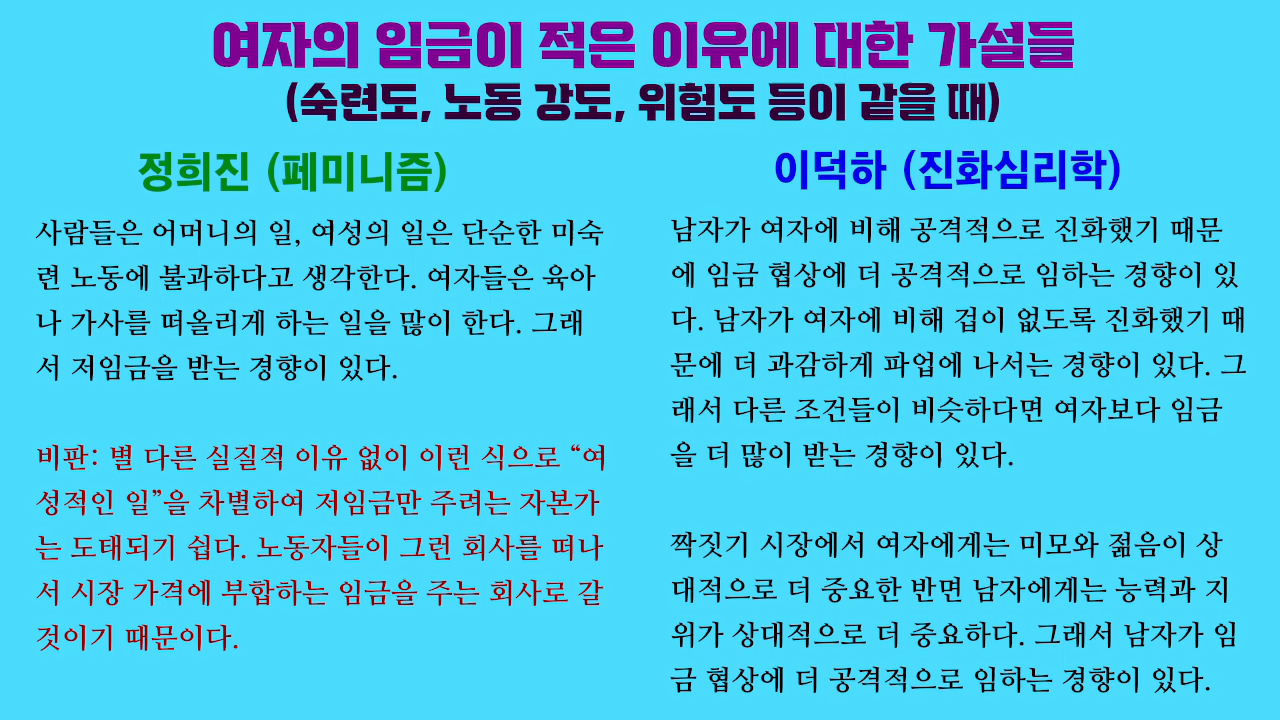 여자의 임금이 적은 이유에 대한 가설들
(숙련도, 노동 강도, 위험도 등이 같을 때)
정희진 (페미니즘)
사람들은 어머니의 일, 여성의 일은 단순한 미숙
련 노동에 불과하다고 생각한다. 여자들은 육아
나 가사를 떠올리게 하는 일을 많이 한다. 그래
서 저임금을 받는 경향이 있다.
비판: 별 다른 실질적 이유 없이 이런 식으로 “여
성적인 일”을 차별하여 저임금만 주려는 자본가
는 도태되기 쉽다. 노동자들이 그런 회사를 떠나
서 시장 가격에 부합하는 임금을 주는 회사로 갈
것이기 때문이다.
이덕하 (진화심리학)
남자가 여자에 비해 공격적으로 진화했기 때문
에 임금 협상에 더 공격적으로 임하는 경향이 있
다. 남자가 여자에 비해 겁이 없도록 진화했기 때
문에 더 과감하게 파업에 나서는 경향이 있다. 그
래서 다른 조건들이 비슷하다면 여자보다 임금
을 더 많이 받는 경향이 있다.
짝짓기 시장에서 여자에게는 미모와 젊음이 상
대적으로 더 중요한 반면 남자에게는 능력과 지
위가 상대적으로 더 중요하다. 그래서 남자가 임
금 협상에 더 공격적으로 임하는 경향이 있다.